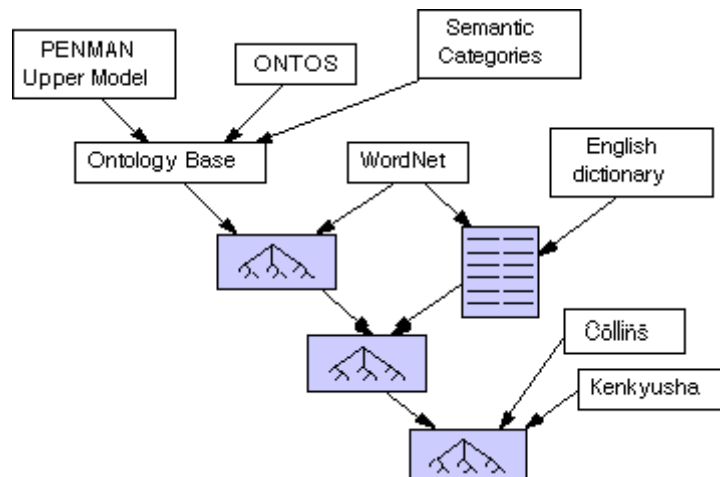 PENMAN
Upper Model
ONTOS
Semantic
Categories
Ontology Base
WordNet
English
dictionary
Collins
Kenkyusha